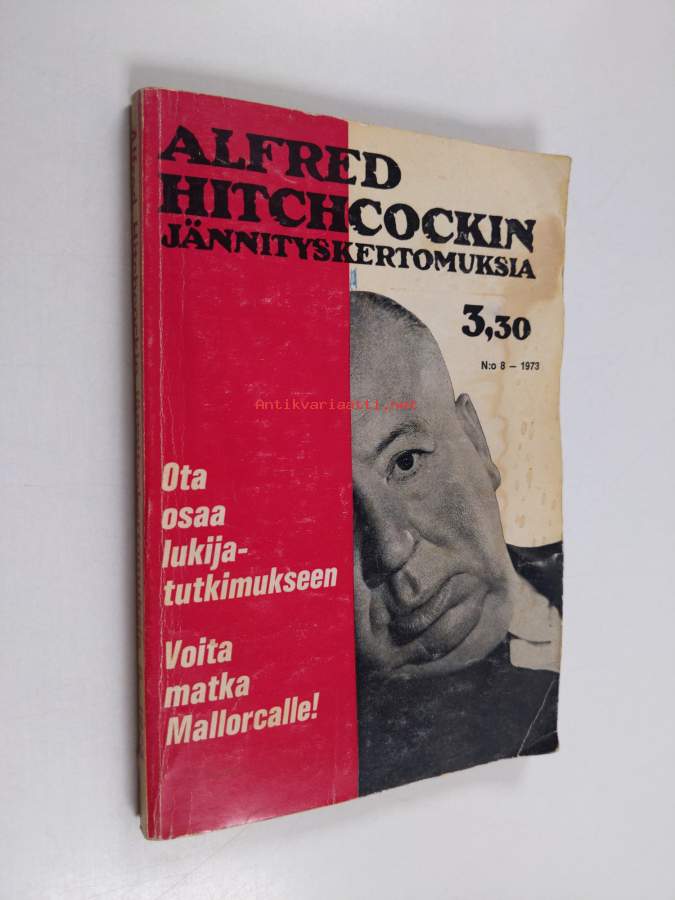 ALFRED
HITCHCOCKIN
JÄNNITYSKERTOMUKSIA
3,30
N:o 8 – 1973
Antikvariaatti.net
Ota
osaa
lukija-
tutkimukseen
Voita
matka
Mallorcalle!